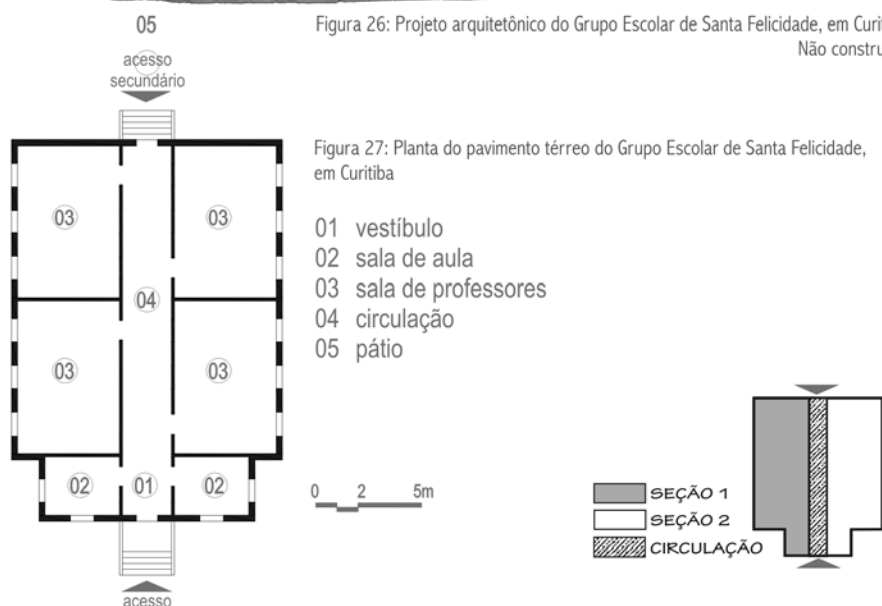 05
acesso
secundário
Figura 26: Projeto arquitetônico do Grupo Escolar de Santa Felicidade, em
Não
Figura 27: Planta do pavimento térreo do Grupo Escolar de Santa Felicidade,
em Curitiba
01 vestíbulo
02 sala de aula
03 sala de professores
04 circulação
05 pátio
03
03
04
03
03
02
01
02
acesso
0 2 5m
SEÇÃO 1
SEÇÃO 2
CIRCULAÇÃO